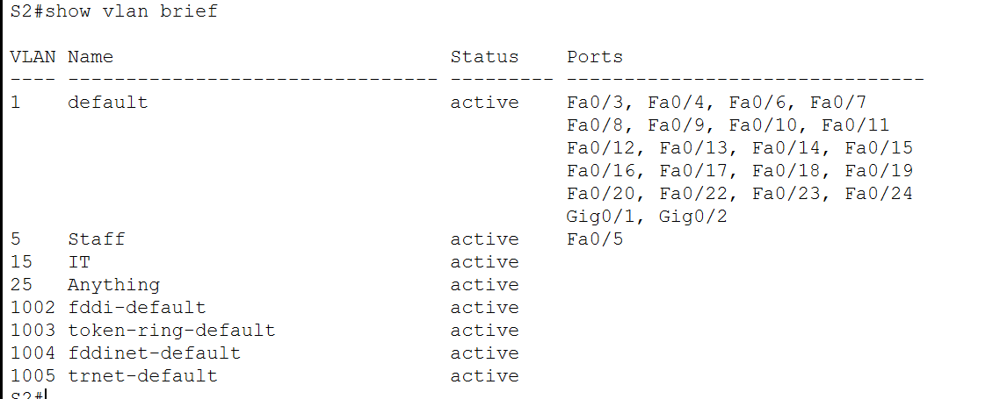 S2#show vlan brief
VLAN Name                             Status    Ports
---- -------------------------------- --------- -------------------------------
1    default                          active    Fa0/3, Fa0/4, Fa0/6, Fa0/7
                                                Fa0/8, Fa0/9, Fa0/10, Fa0/11
                                                Fa0/12, Fa0/13, Fa0/14, Fa0/15
                                                Fa0/16, Fa0/17, Fa0/18, Fa0/19
                                                Fa0/20, Fa0/22, Fa0/23, Fa0/24
                                                Gig0/1, Gig0/2
5    Staff                            active    Fa0/5
15   IT                               active
25   Anything                         active
1002 fddi-default                     active
1003 token-ring-default               active
1004 fddinet-default                  active
1005 trnet-default                    active
S2#